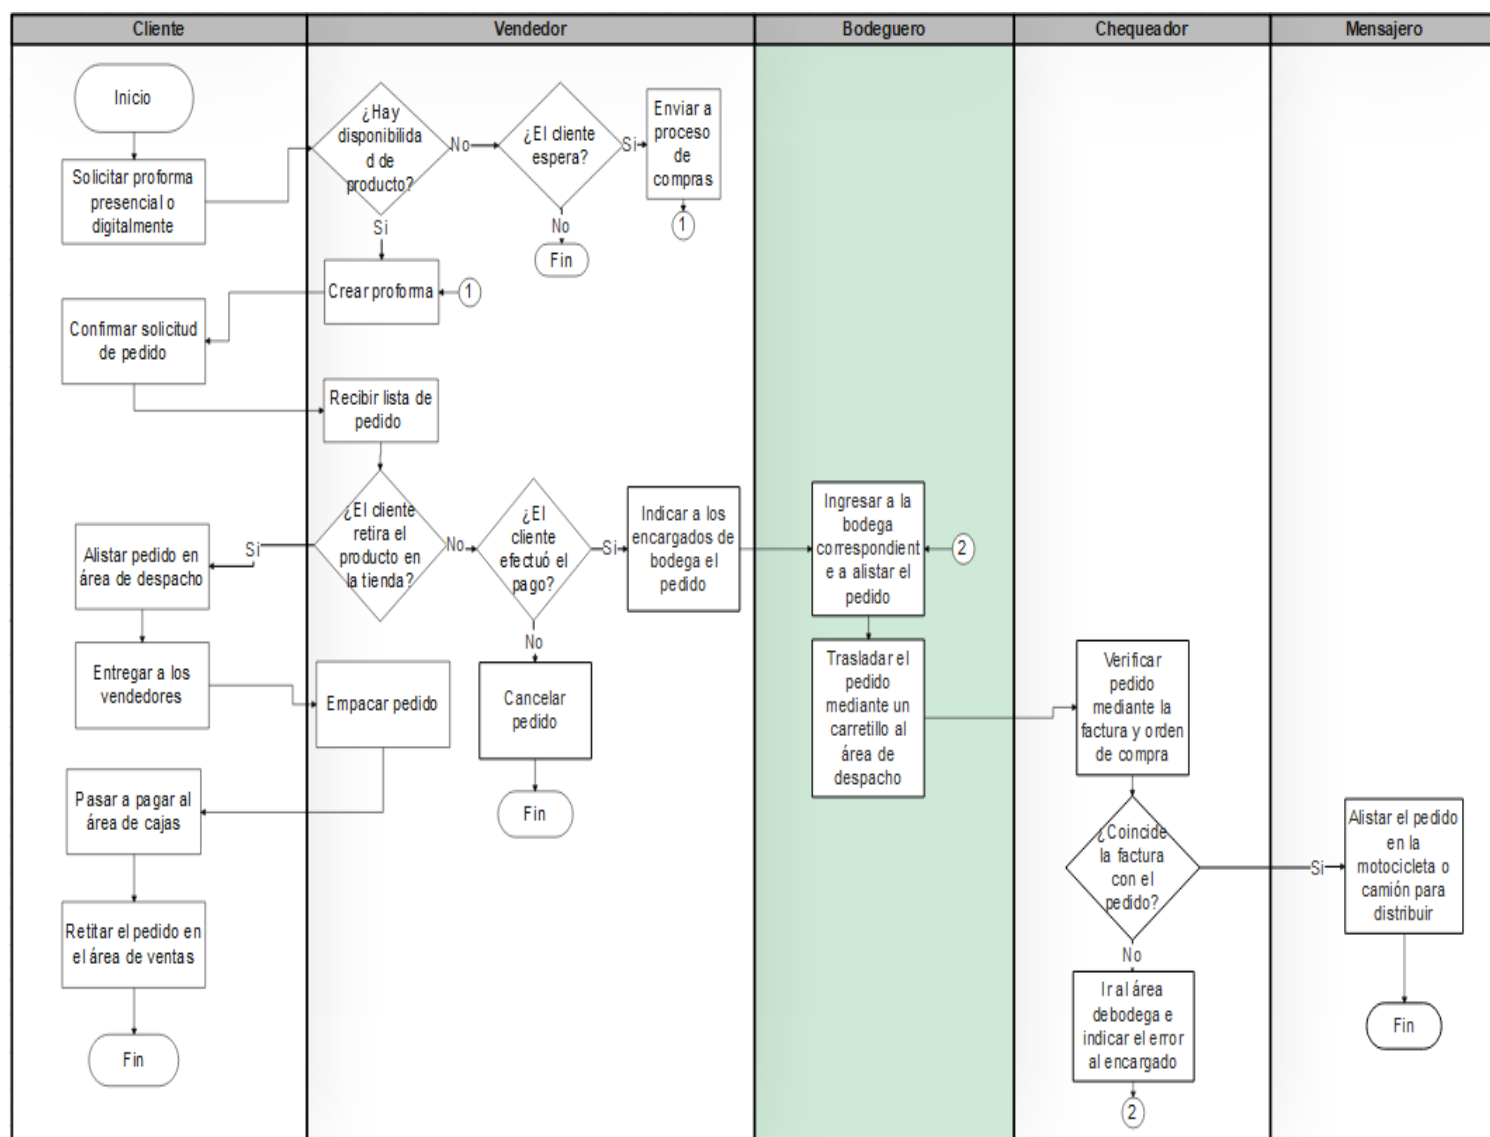 Cliente
Vendedor
Bodeguero
Chequeador
Mensajero
Inicio
Solicitar proforma
presencial o
digitalmente
¿Hay
disponibilida
d de
producto?
No
¿El cliente
espera?
Si
Enviar a
proceso
de
compras
1
Si
No
Fin
Crear proforma
1
Confirmar solicitud
de pedido
Recibir lista de
pedido
¿El cliente
retira el
producto en
la tienda?
Si
No
¿El
cliente
efectuó el
pago?
Si
Indicar a los
encargados de
bodega el
pedido
Ingresar a la
bodega
correspondient
e a alistar el
pedido
2
Alistar pedido en
área de despacho
Entregar a los
vendedores
Empacar pedido
No
Cancelar
pedido
Fin
Trasladar el
pedido
mediante un
carretillo al
área de
despacho
Verificar
pedido
mediante la
factura y orden
de compra
Pasar a pagar al
área de cajas
¿Coincide
la factura
con el
pedido?
Si
Alistar el pedido
en la
motocicleta o
camión para
distribuir
Retitar el pedido en
el área de ventas
No
Ir al área
debodega e
indicar el error
al encargado
2
Fin
Fin